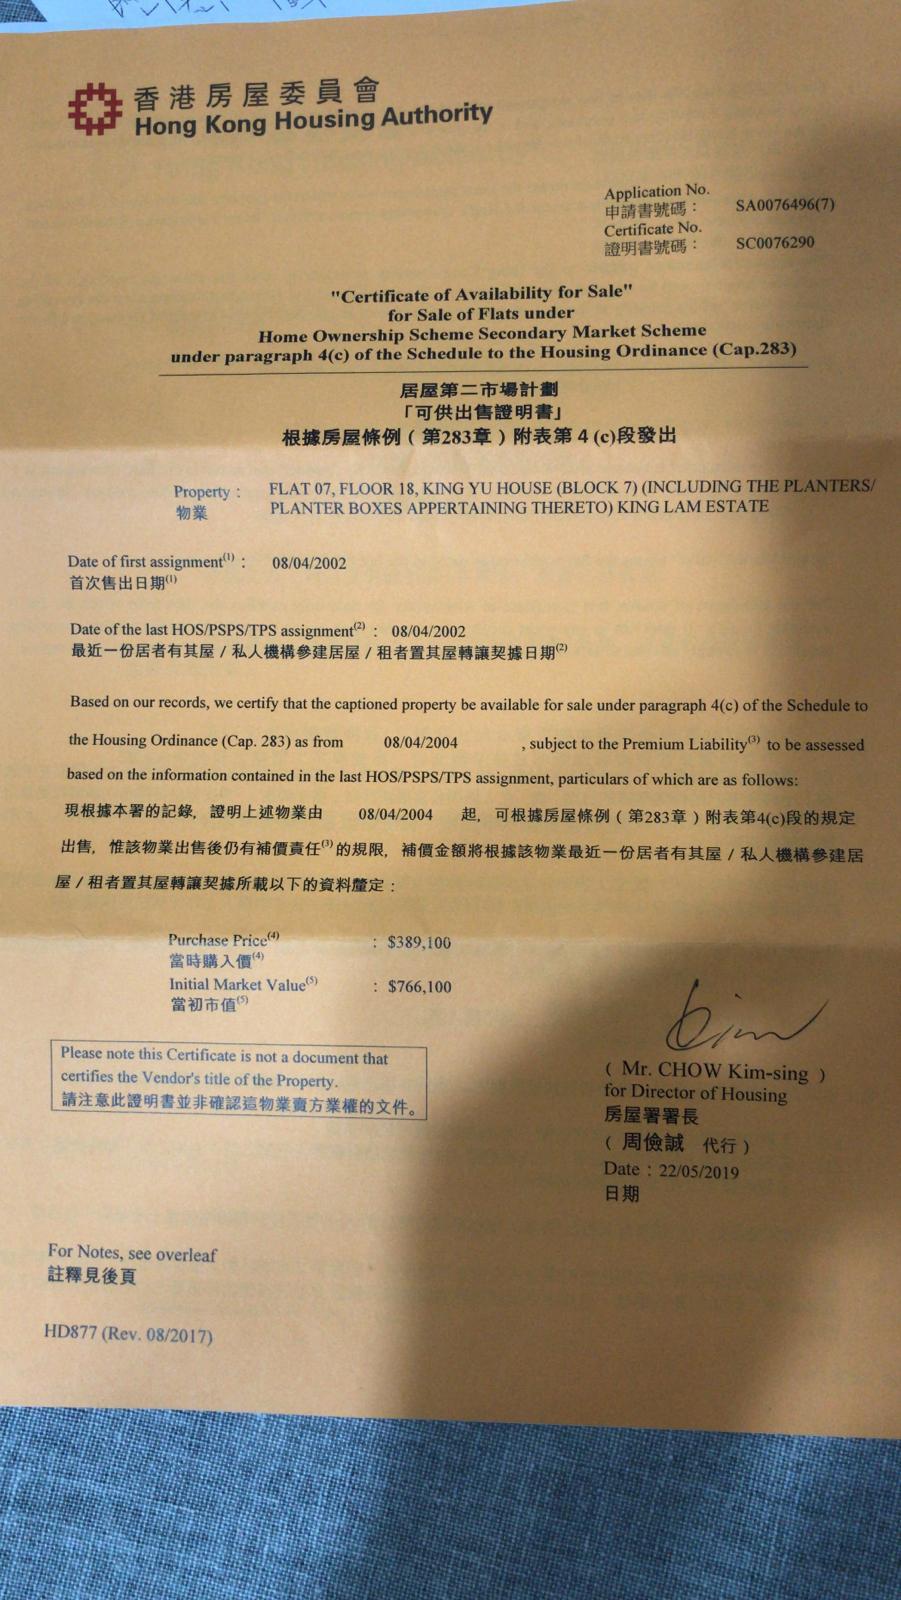 香港房屋委員會
Hong Kong Housing Authority
Application No.
申請書號碼： SA0076496(7)
Certificate No.
證明書號碼： SC0076290
"Certificate of Availability for Sale"
for Sale of Flats under
Home Ownership Scheme Secondary Market Scheme
under paragraph 4(c) of the Schedule to the Housing Ordinance (Cap.283)
居屋第二市場計劃
「可供出售證明書」
根據房屋條例（第283章）附表第 4 (c)段發出
Property : FLAT 07, FLOOR 18, KING YU HOUSE (BLOCK 7) (INCLUDING THE PLANTERS/
物業 PLANTER BOXES APPERTAINING THERETO) KING LAM ESTATE
Date of first assignment(1) : 08/04/2002
首次售出日期(1)
Date of the last HOS/PSPS/TPS assignment(2) : 08/04/2002
最近一份居者有其屋 / 私人機構參建居屋 / 租者置其屋轉讓契據日期(2)
Based on our records, we certify that the captioned property be available for sale under paragraph 4(c) of the Schedule to
the Housing Ordinance (Cap. 283) as from 08/04/2004 , subject to the Premium Liability(3) to be assessed
based on the information contained in the last HOS/PSPS/TPS assignment, particulars of which are as follows:
現根據本署的記錄，證明上述物業由 08/04/2004 起，可根據房屋條例（第283章）附表第4(c)段的規定
出售，惟該物業出售後仍有補價責任(3)的規限，補價金額將根據該物業最近一份居者有其屋 / 私人機構參建居
屋 / 租者置其屋轉讓契據所載以下的資料釐定：
Purchase Price(4) : $389,100
當時購入價(4)
Initial Market Value(5) : $766,100
當初市值(5)
Please note this Certificate is not a document that
certifies the Vendor's title of the Property.
請注意此證明書並非確認這物業賣方業權的文件。
( Mr. CHOW Kim-sing )
for Director of Housing
房屋署署長
（ 周儉誠 代行 ）
Date : 22/05/2019
日期
For Notes, see overleaf
註釋見後頁
HD877 (Rev. 08/2017)